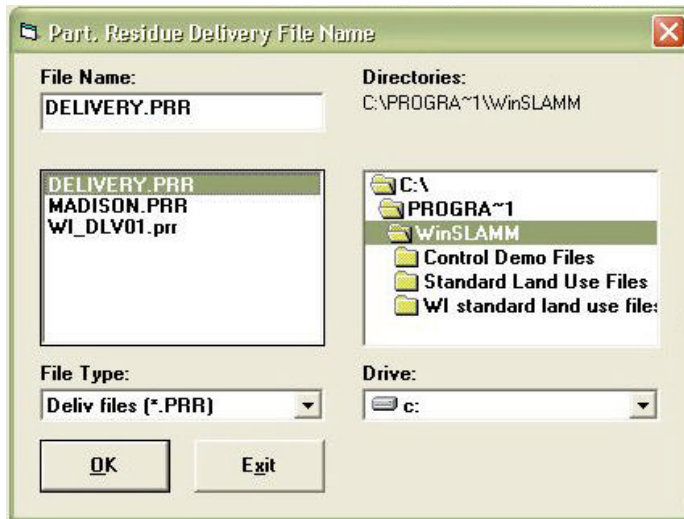 Part. Residue Delivery File Name
File Name:
DELIVERY.PRR
Directories:
C:\PROGRA~1\WinSLAMM
DELIVERY.PRR
MADISON.PRR
WI_DLV01.prr
C:\
PROGRA~1
WinSLAMM
Control Demo Files
Standard Land Use Files
WI standard land use files
File Type:
Deliv files (*.PRR)
Drive:
c:
OK
Exit